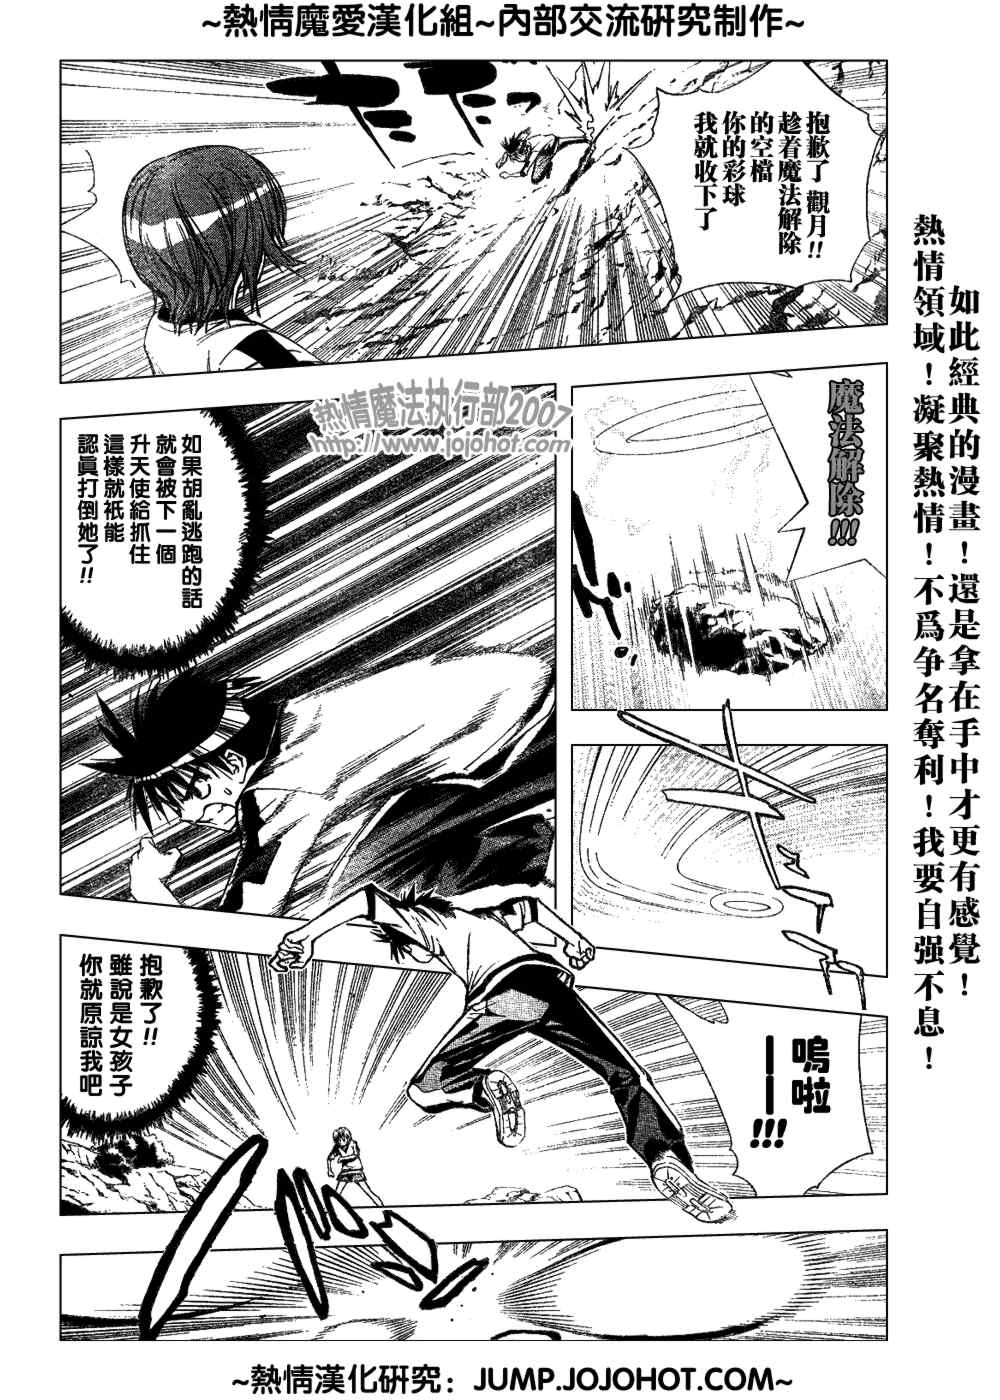 ~熱情魔愛漢化組~內部交流研究制作~
抱歉了 觀月!!
趁着魔法解除
的空檔
你的彩球
我就收下了
如此經典的漫畫！還是拿在手中才更有感覺！
熱情領域！凝聚熱情！不爲争名奪利！我要自强不息！
熱情魔法执行部2007
http://www.jojohot.com
魔法解除!!!
如果胡亂逃跑的話
就會被下一個
升天使給抓住
這樣就祇能
認眞打倒她了!!
嗚啦
——!!!
抱歉了!!
雖說是女孩子
你就原諒我吧
~熱情漢化研究：JUMP.JOJOHOT.COM~